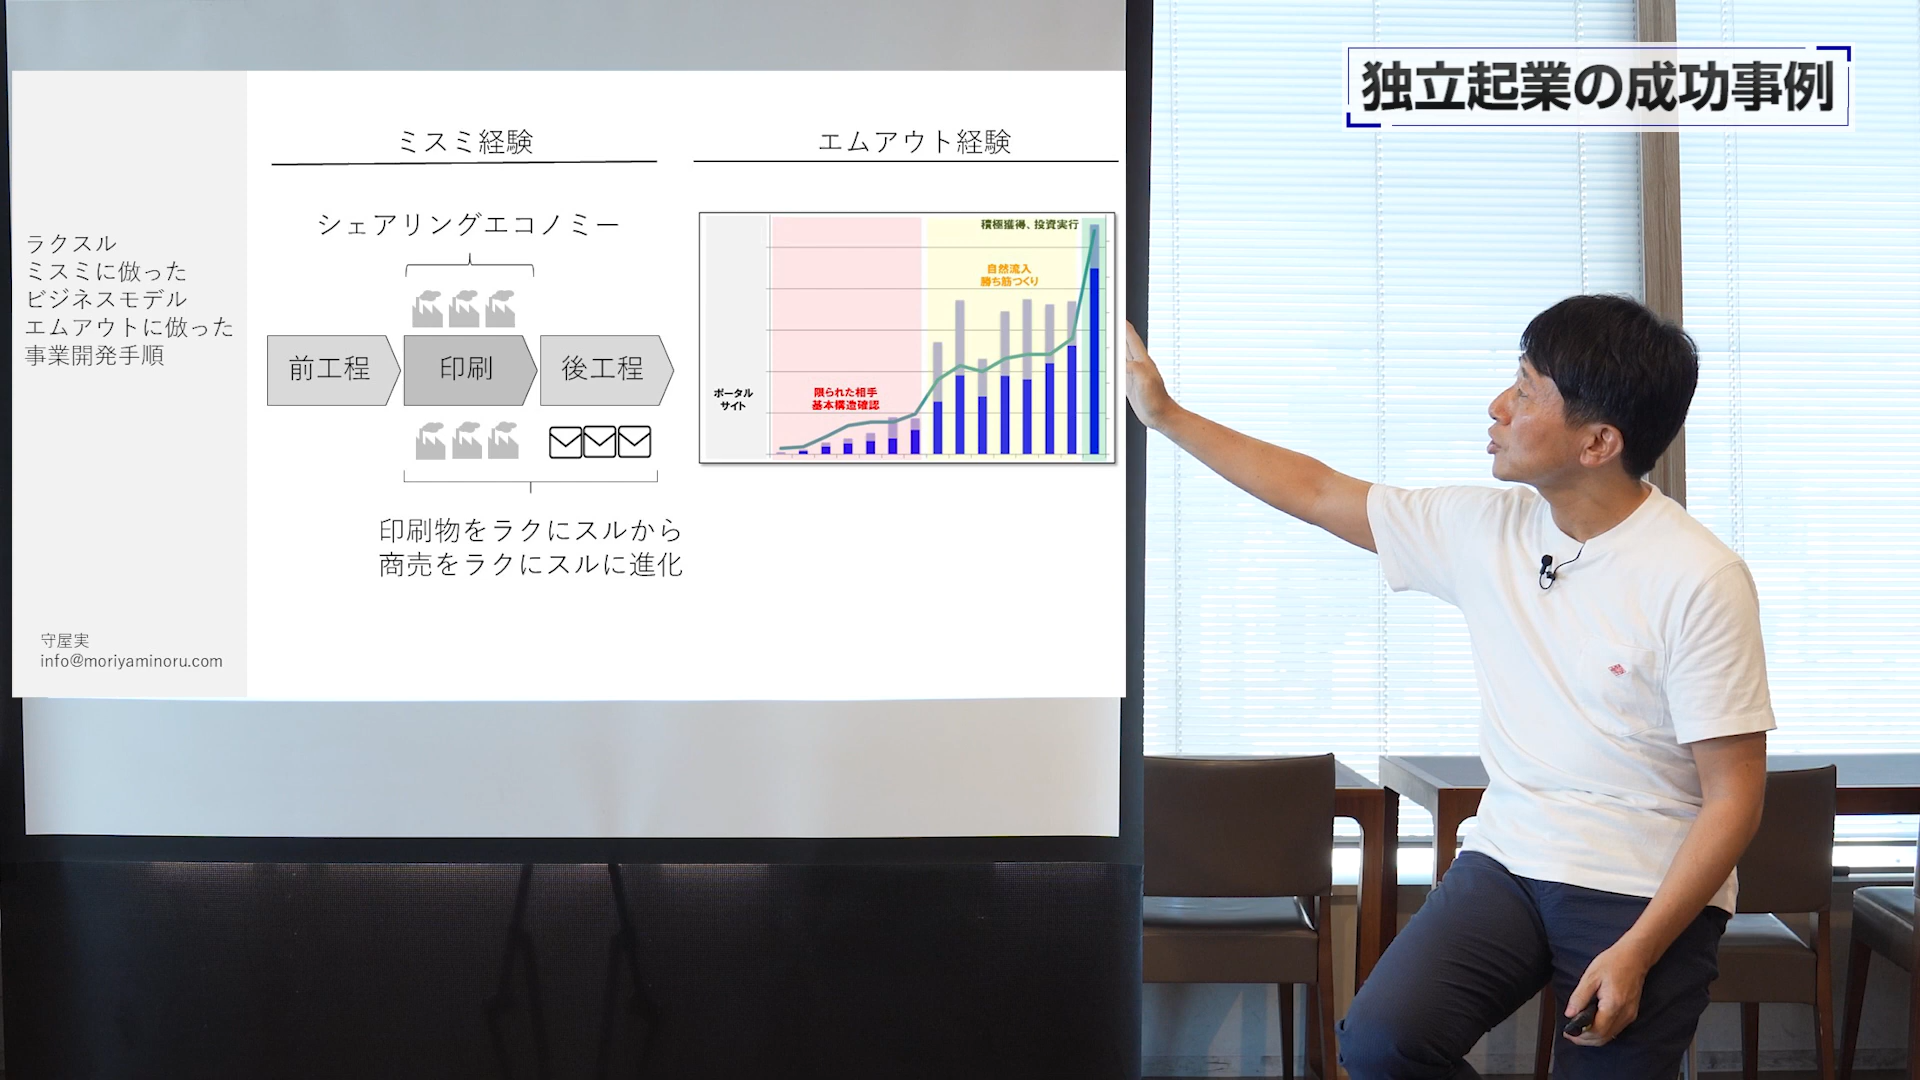 独立起業の成功事例
ラクスル
ミスミに倣った
ビジネスモデル
エムアウトに倣った
事業開発手順
守屋実
info@moriyaminoru.com
ミスミ経験
シェアリングエコノミー
前工程
印刷
後工程
印刷物をラクにスルから
商売をラクにスルに進化
エムアウト経験
積極獲得、投資実行
自然流入
勝ち筋つくり
限られた相手
基本構造確認
ポータル
サイト